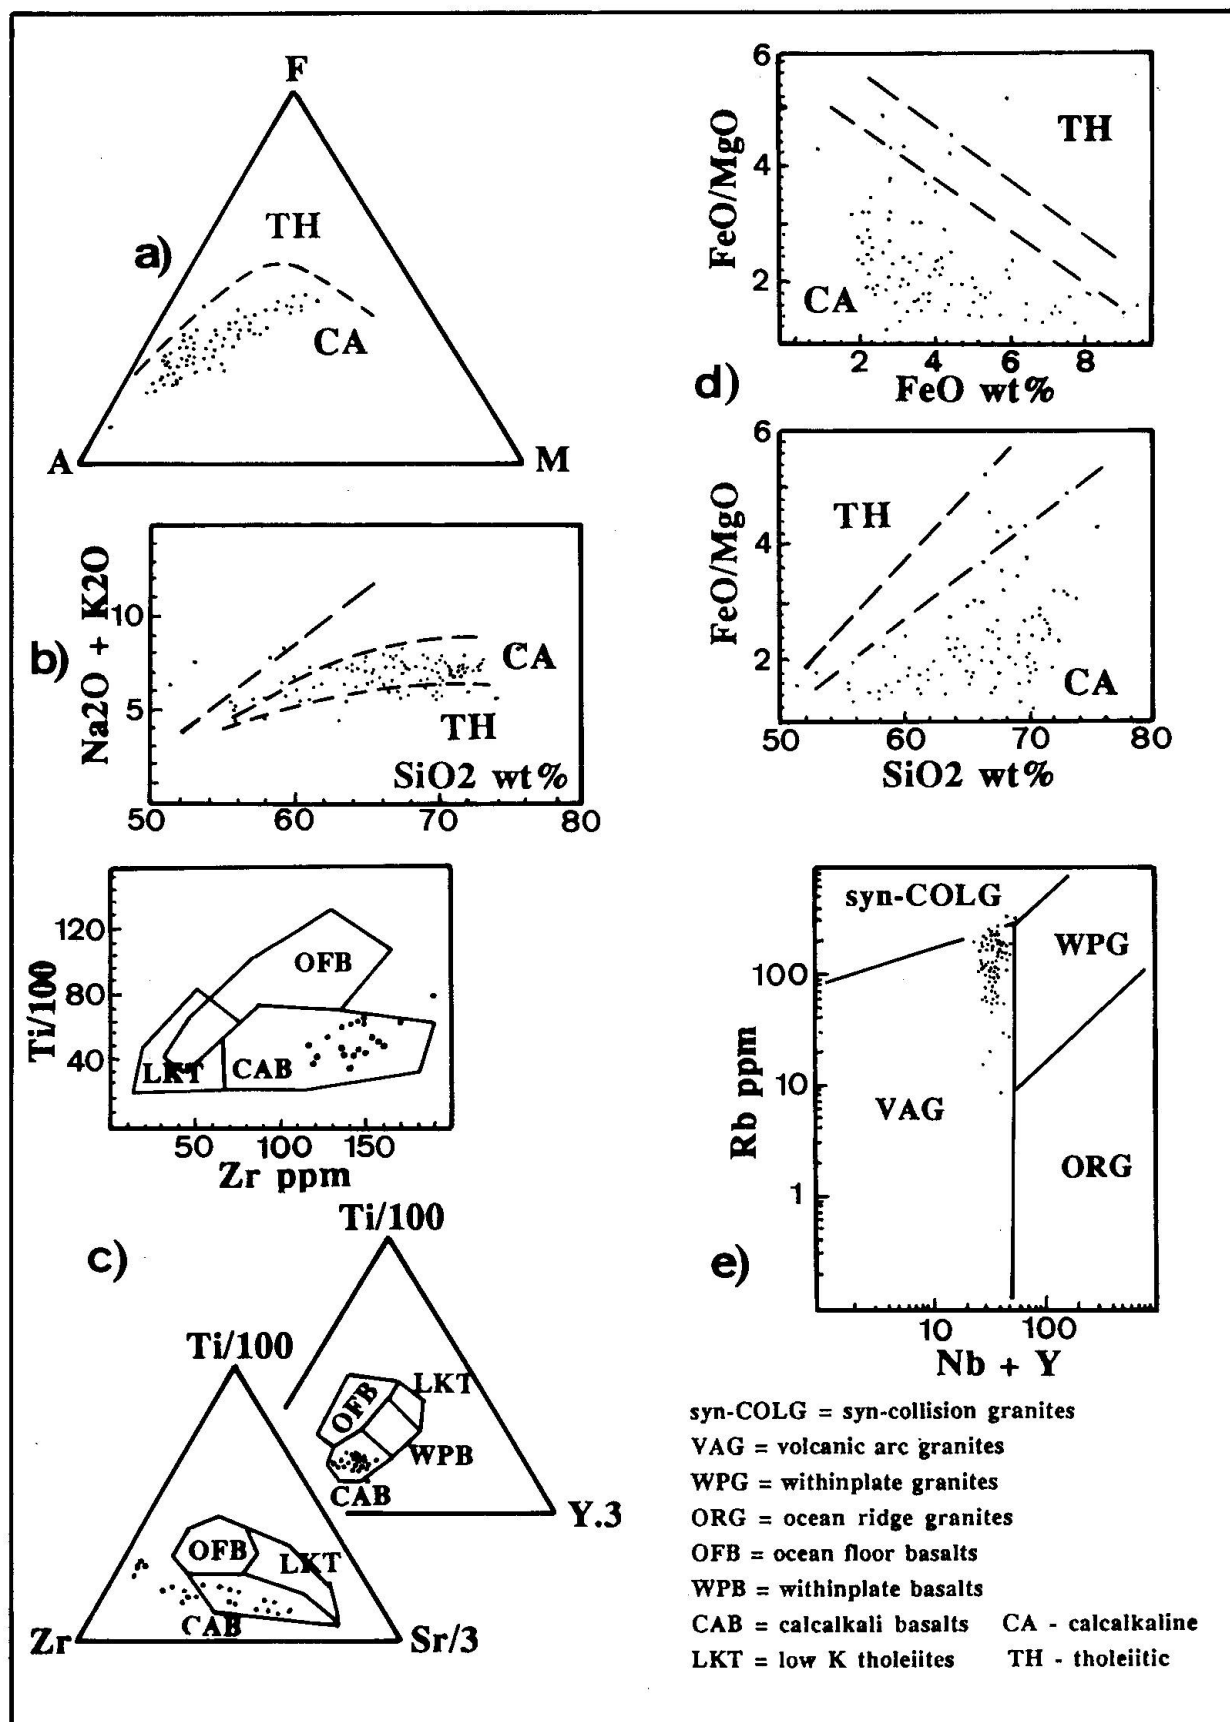 F
TH
a)
CA
A
M
Na2O + K2O
10
5
b)
CA
TH
SiO2 wt%
50 60 70 80
Ti/100
120
80
40
OFB
LKT
CAB
50 100 150
Zr ppm
c)
Ti/100
OFB
LKT
WPB
CAB
Y.3
Ti/100
OFB
LKT
CAB
Zr
Sr/3
FeO/MgO
6
4
2
TH
CA
2 4 6 8
d)
FeO wt%
FeO/MgO
6
4
2
TH
CA
50 60 70 80
SiO2 wt%
Rb ppm
100
10
1
syn-COLG
WPG
VAG
ORG
e)
10 100
Nb + Y
syn-COLG = syn-collision granites
VAG = volcanic arc granites
WPG = withinplate granites
ORG = ocean ridge granites
OFB = ocean floor basalts
WPB = withinplate basalts
CAB = calcalkali basalts CA - calcalkaline
LKT = low K tholeiites TH - tholeiitic